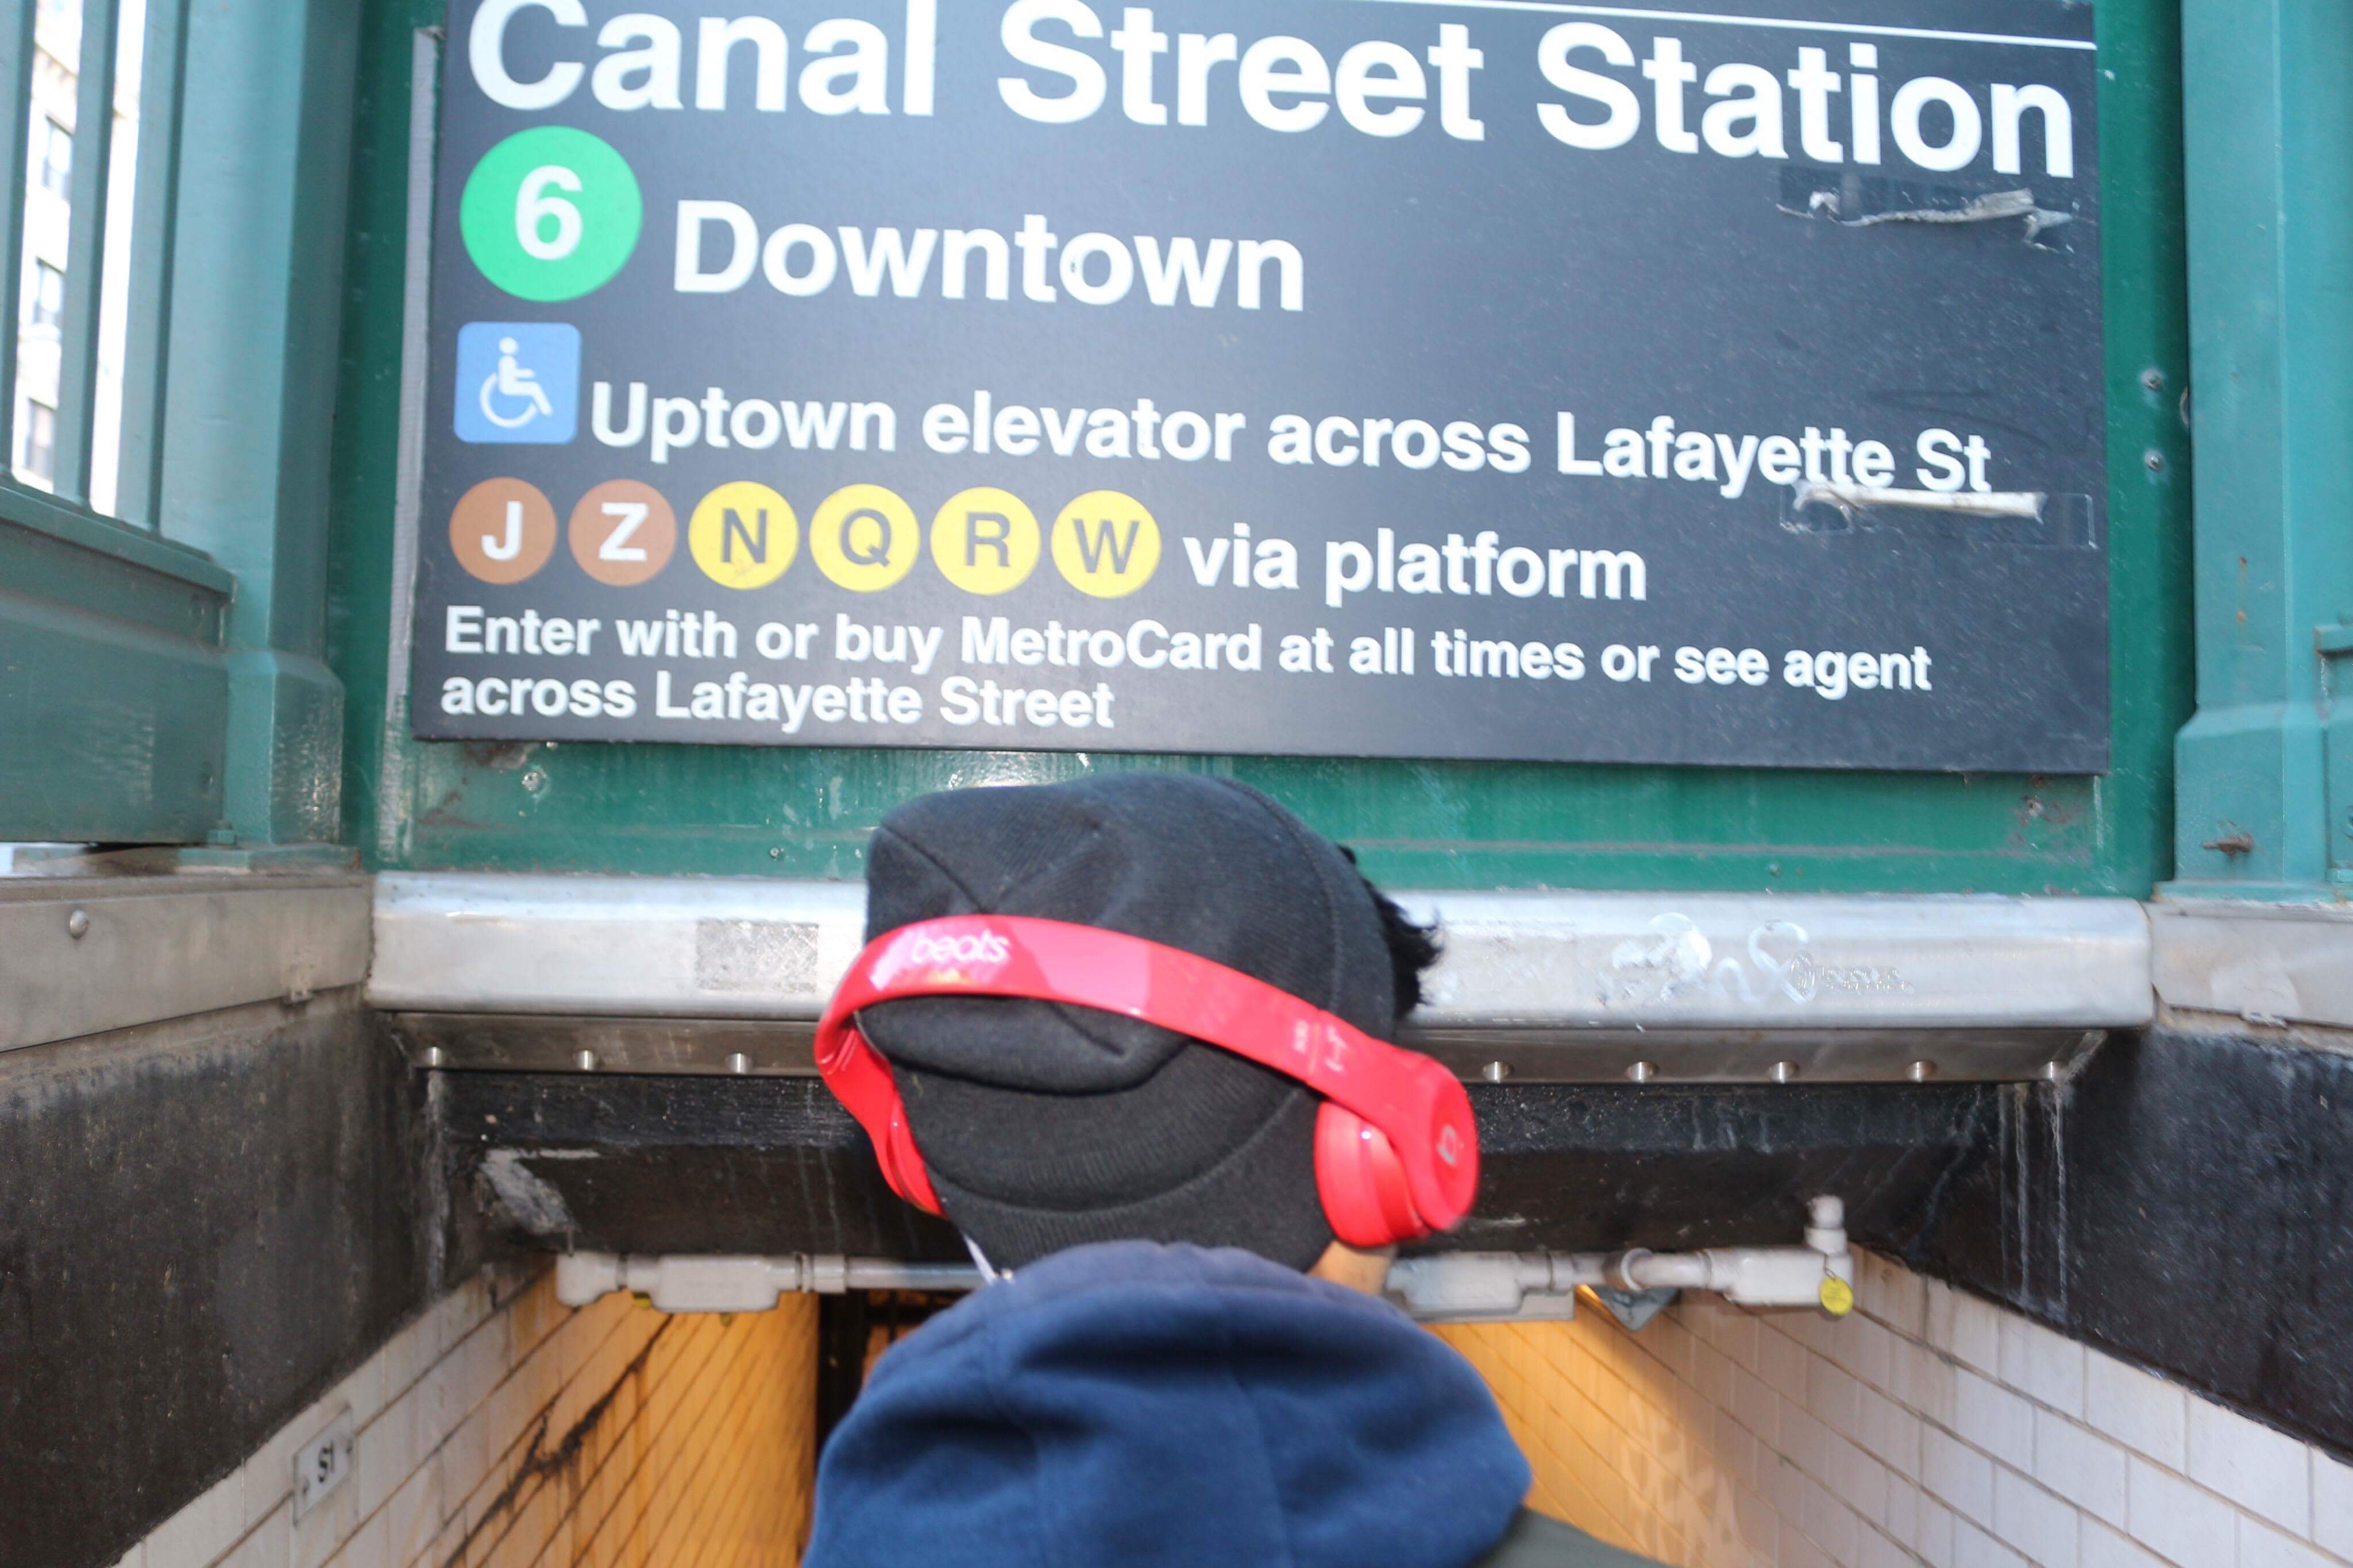 Canal Street Station
6 Downtown
Uptown elevator across Lafayette St
J Z N Q R W via platform
Enter with or buy MetroCard at all times or see agent
across Lafayette Street
beats
S1